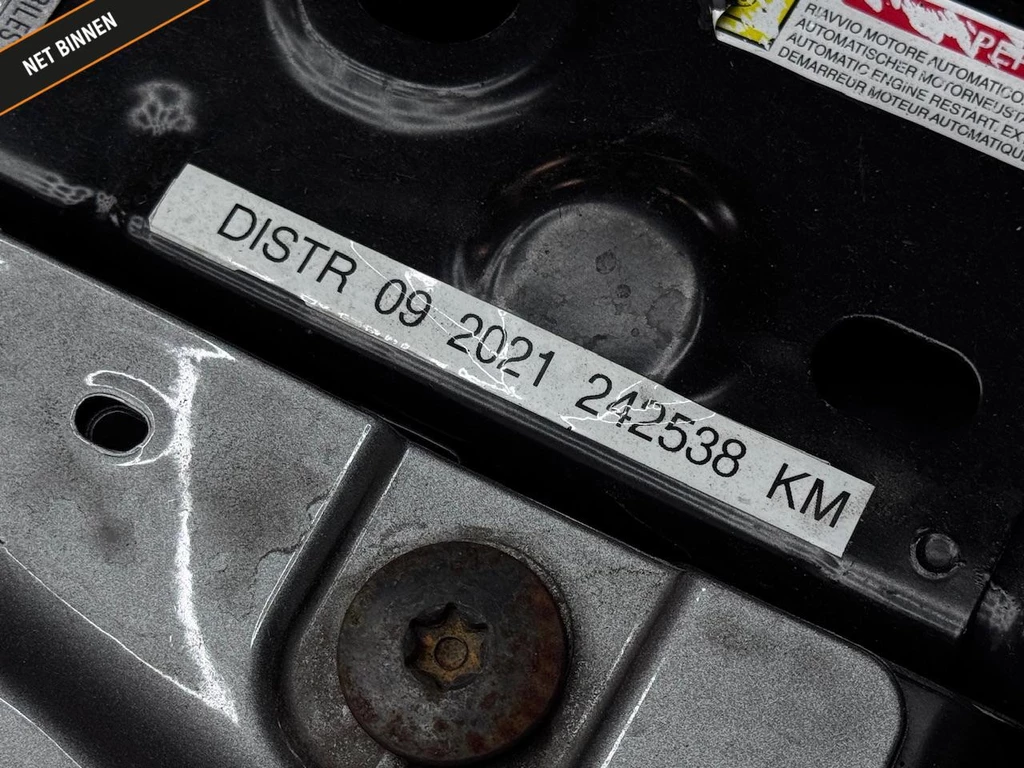 NET BINNEN
PER
RIAVVIO MOTORE AUTOMATICO.
AUTOMATISCHER MOTORNEUSTA
AUTOMATIC ENGINE RESTART. EX
DEMARREUR MOTEUR AUTOMATIQU
DISTR 09 2021 242538 KM